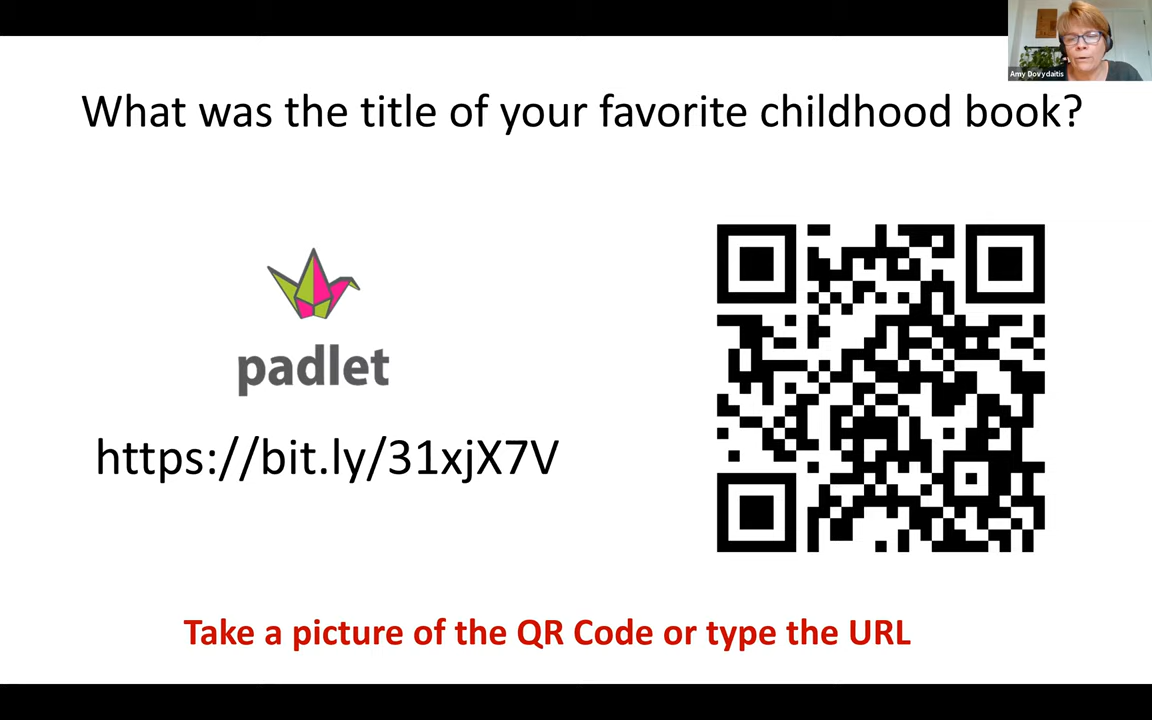 Amy Dovydaitis
What was the title of your favorite childhood book?
padlet
https://bit.ly/31xjX7V
Take a picture of the QR Code or type the URL